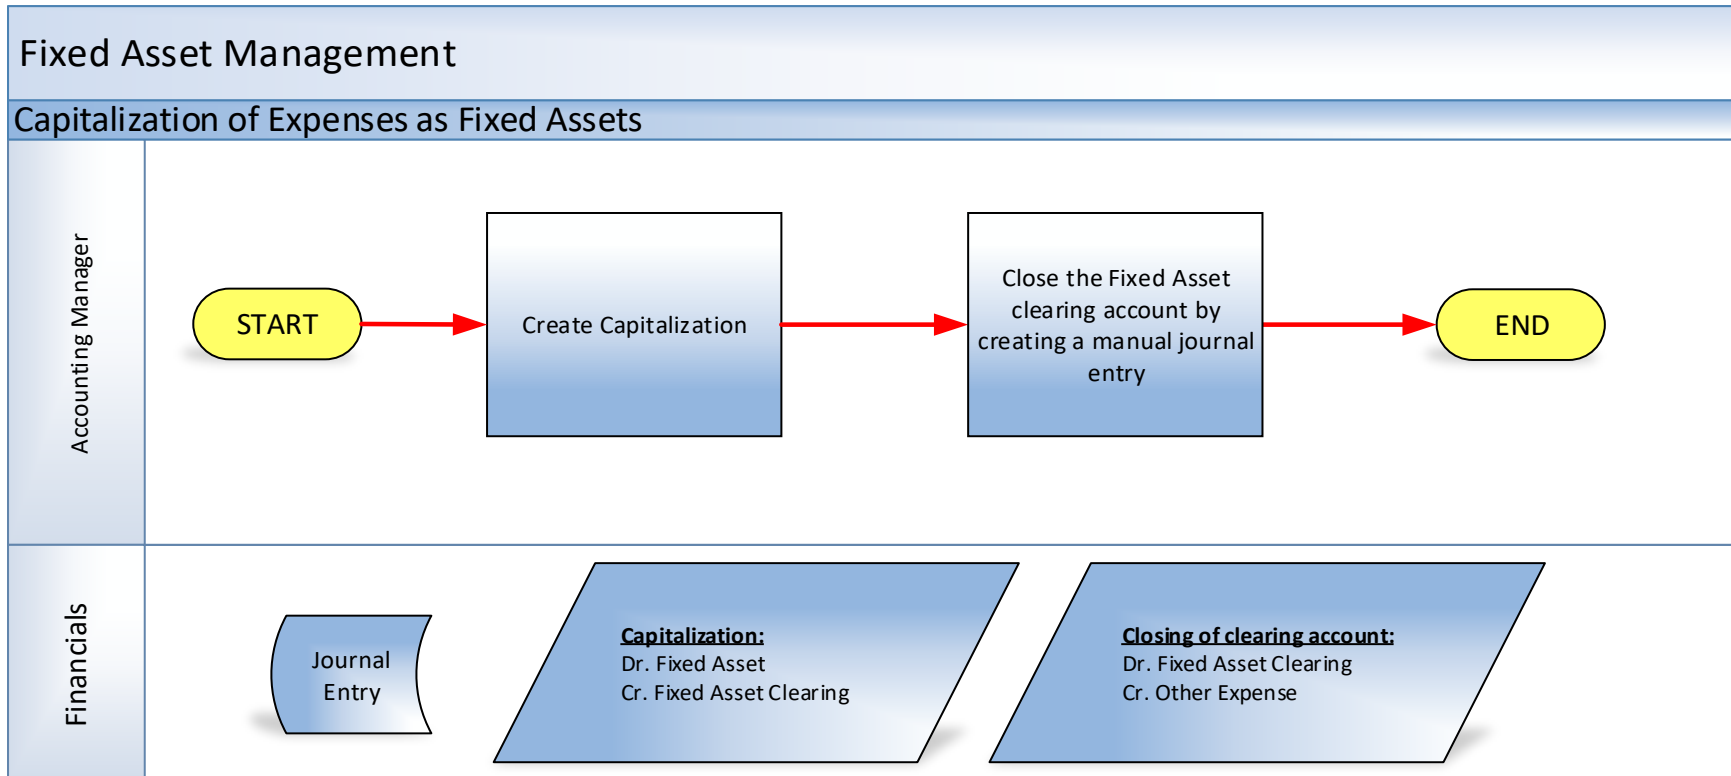 Fixed Asset Management
Capitalization of Expenses as Fixed Assets
Accounting Manager
START
Create Capitalization
Close the Fixed Asset
clearing account by
creating a manual journal
entry
END
Financials
Journal
Entry
Capitalization:
Dr. Fixed Asset
Cr. Fixed Asset Clearing
Closing of clearing account:
Dr. Fixed Asset Clearing
Cr. Other Expense